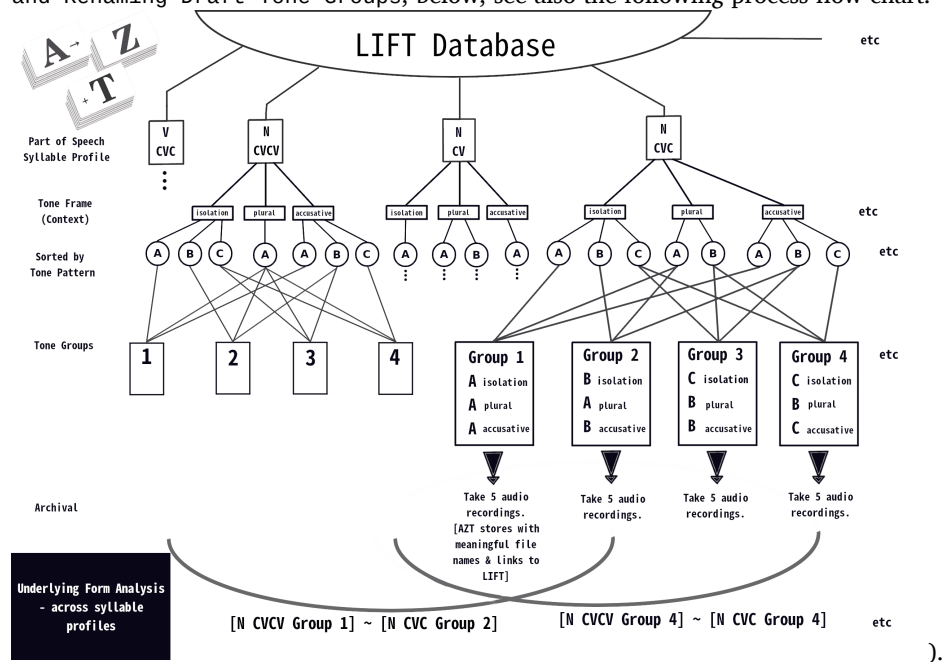 and Renaming Draft Tone Groups, below; see also the following process flow chart:
A → Z
+ T
LIFT Database
etc
Part of Speech
Syllable Profile
V
CVC
N
CVCV
N
CV
N
CVC
Tone Frame
(Context)
isolation plural accusative isolation plural accusative isolation plural accusative etc
Sorted by
Tone Pattern
A B C A A B C A A B A A B C A B A B C etc
Tone Groups
1 2 3 4
Group 1
A isolation
A plural
A accusative
Group 2
B isolation
A plural
B accusative
Group 3
C isolation
B plural
B accusative
Group 4
C isolation
B plural
C accusative
etc
Archival
Take 5 audio
recordings.
[AZT stores with
meaningful file
names & links to
LIFT]
Take 5 audio
recordings.
Take 5 audio
recordings.
Take 5 audio
recordings.
Underlying Form Analysis
- across syllable
profiles
[N CVCV Group 1] ~ [N CVC Group 2]
[N CVCV Group 4] ~ [N CVC Group 4]
etc
).